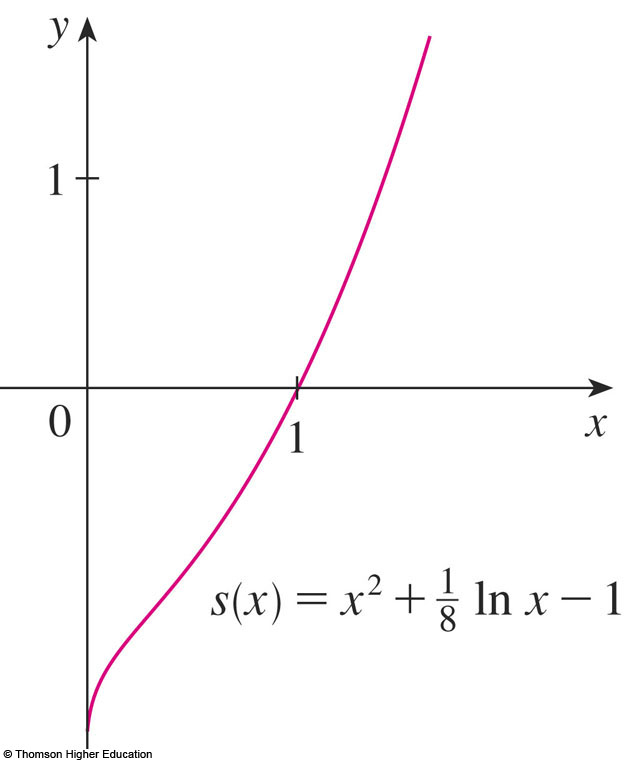 y
1
0
1
x
s(x) = x² + 1/8 ln x − 1
© Thomson Higher Education